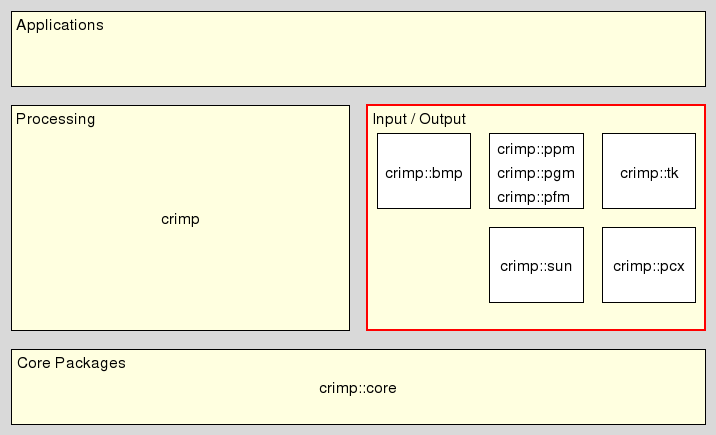 Applications
Processing
crimp
Input / Output
crimp::bmp
crimp::ppm
crimp::pgm
crimp::pfm
crimp::tk
crimp::sun
crimp::pcx
Core Packages
crimp::core